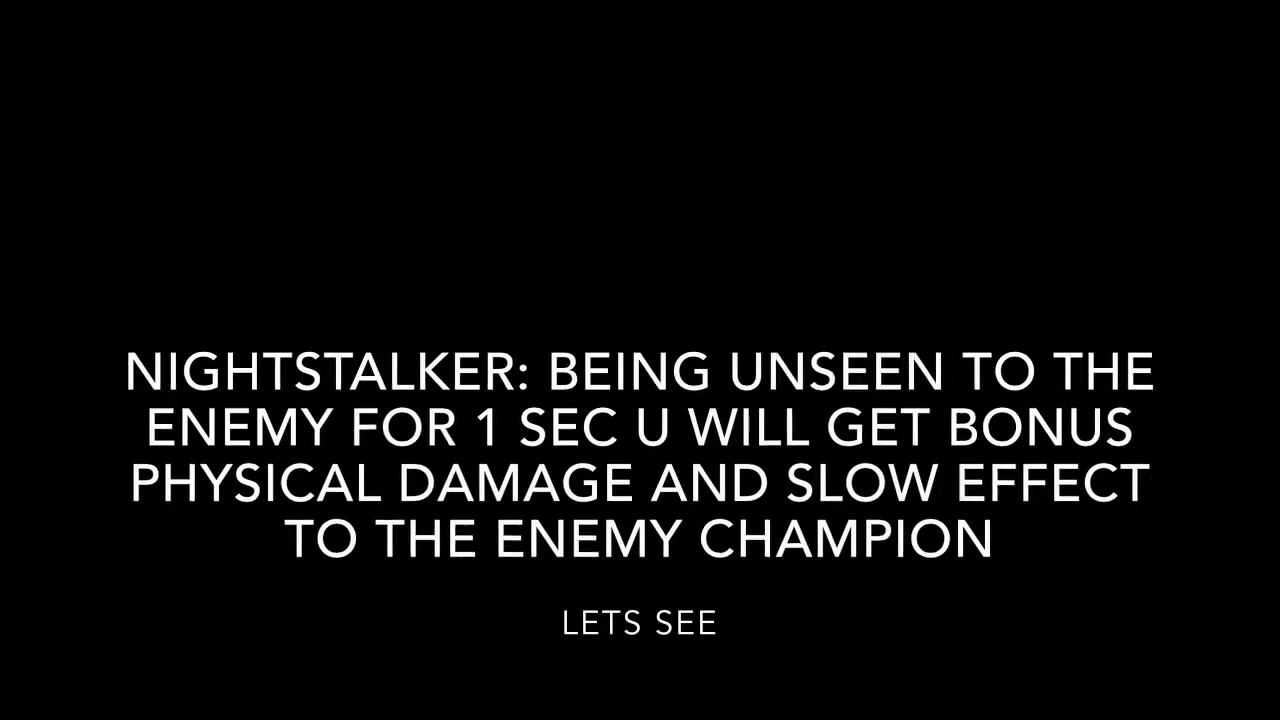 NIGHTSTALKER: BEING UNSEEN TO THE
ENEMY FOR 1 SEC U WILL GET BONUS
PHYSICAL DAMAGE AND SLOW EFFECT
TO THE ENEMY CHAMPION
LETS SEE